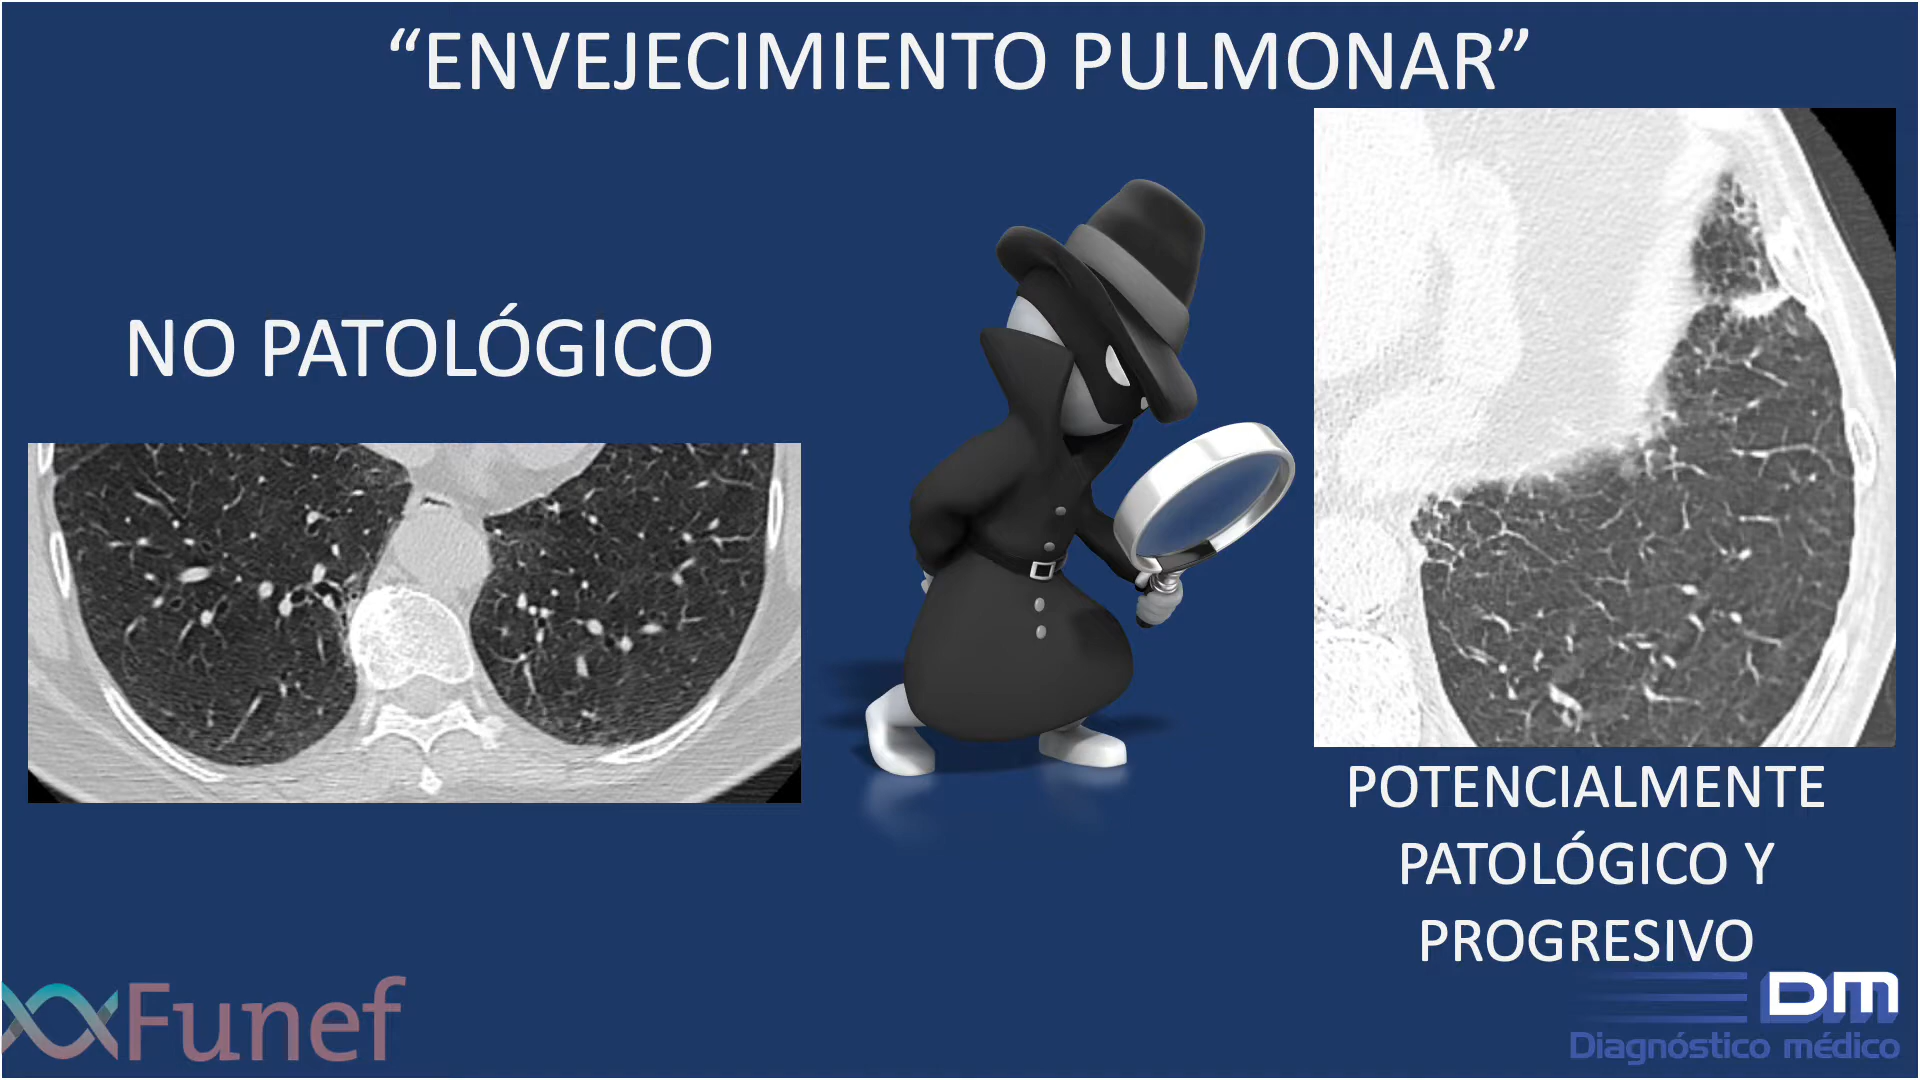 “ENVEJECIMIENTO PULMONAR”
NO PATOLÓGICO
POTENCIALMENTE
PATOLÓGICO Y
PROGRESIVO
Funef
DM
Diagnóstico médico